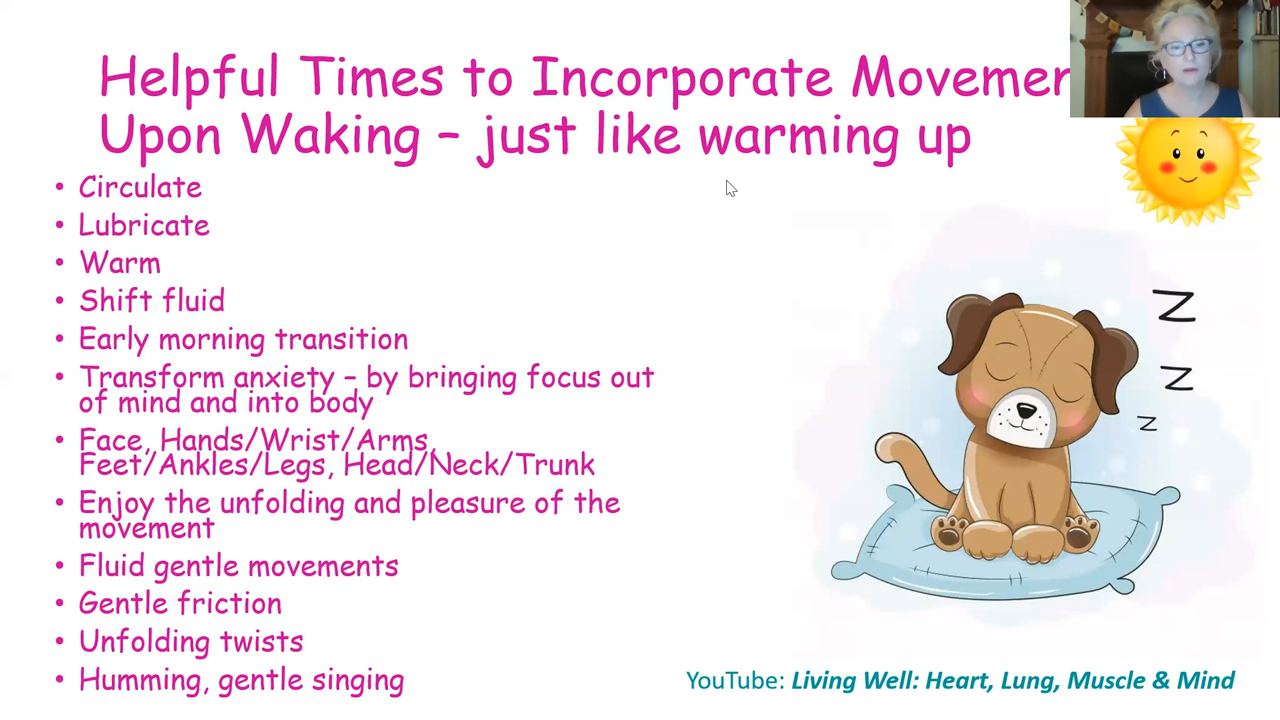 Helpful Times to Incorporate
Upon Waking – just like warming up
• Circulate
• Lubricate
• Warm
• Shift fluid
• Early morning transition
• Transform anxiety – by bringing focus out
of mind and into body
• Face, Hands/Wrist/Arms,
Feet/Ankles/Legs, Head/Neck/Trunk
• Enjoy the unfolding and pleasure of the
movement
• Fluid gentle movements
• Gentle friction
• Unfolding twists
• Humming, gentle singing
Z
Z
Z
YouTube: Living Well: Heart, Lung, Muscle & Mind